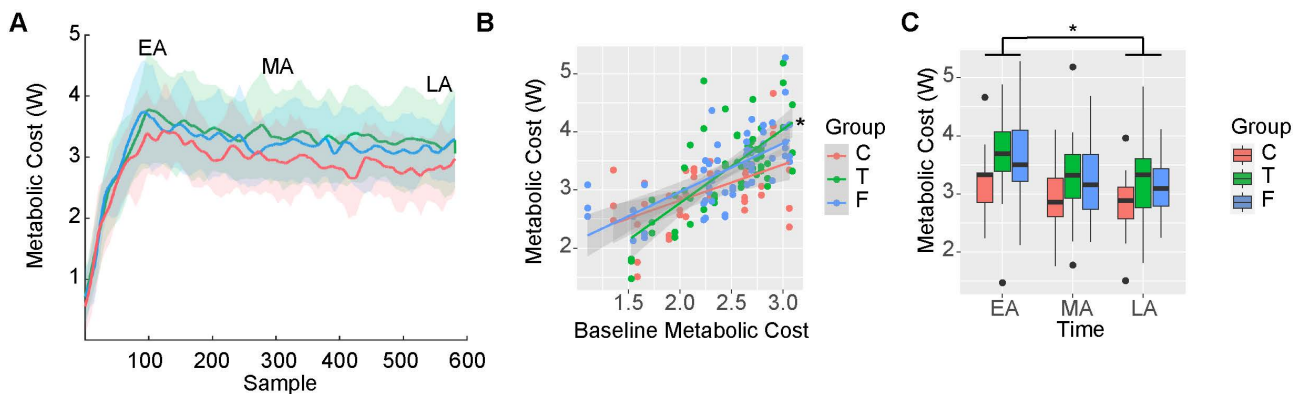 A
Metabolic Cost (W)
5
4
3
2
1
EA
MA
LA
100
200
300
400
500
600
Sample
B
Metabolic Cost (W)
5
4
3
2
*
1.5
2.0
2.5
3.0
Baseline Metabolic Cost
Group
C
T
F
C
Metabolic Cost (W)
5
4
3
2
*
EA
MA
LA
Time
Group
C
T
F